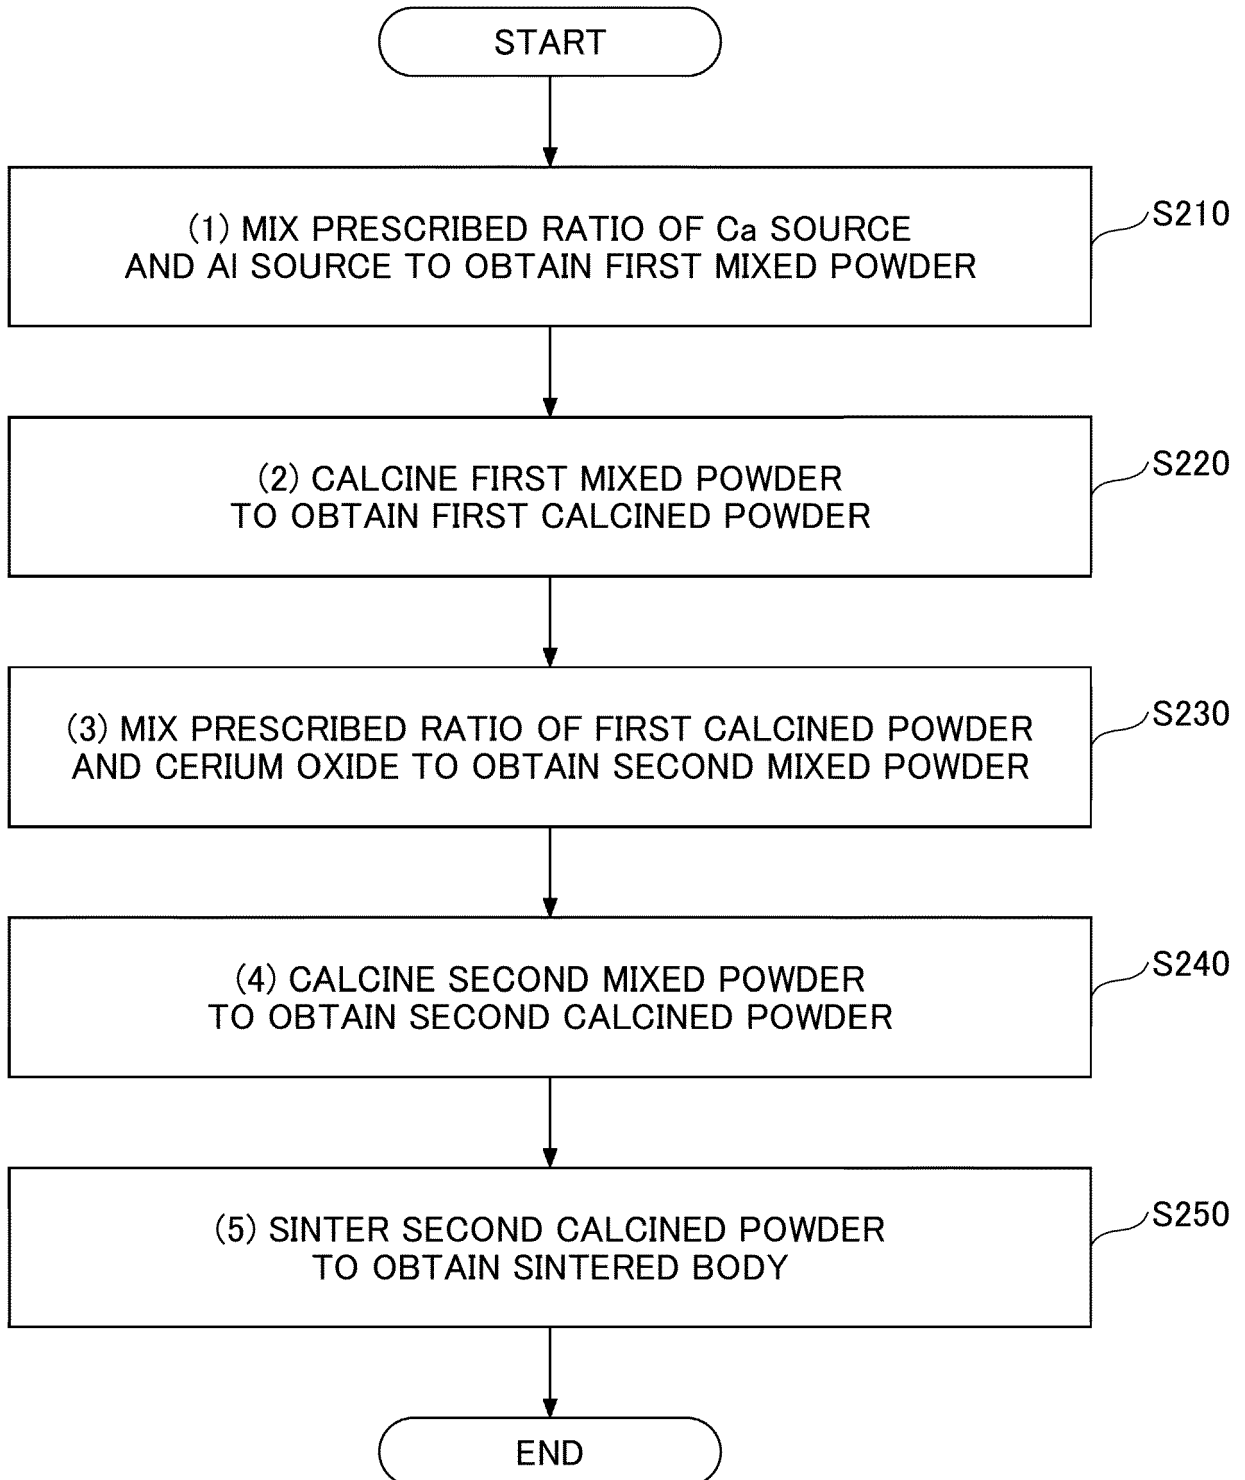 START
(1) MIX PRESCRIBED RATIO OF Ca SOURCE
AND Al SOURCE TO OBTAIN FIRST MIXED POWDER
S210
(2) CALCINE FIRST MIXED POWDER
TO OBTAIN FIRST CALCINED POWDER
S220
(3) MIX PRESCRIBED RATIO OF FIRST CALCINED POWDER
AND CERIUM OXIDE TO OBTAIN SECOND MIXED POWDER
S230
(4) CALCINE SECOND MIXED POWDER
TO OBTAIN SECOND CALCINED POWDER
S240
(5) SINTER SECOND CALCINED POWDER
TO OBTAIN SINTERED BODY
S250
END